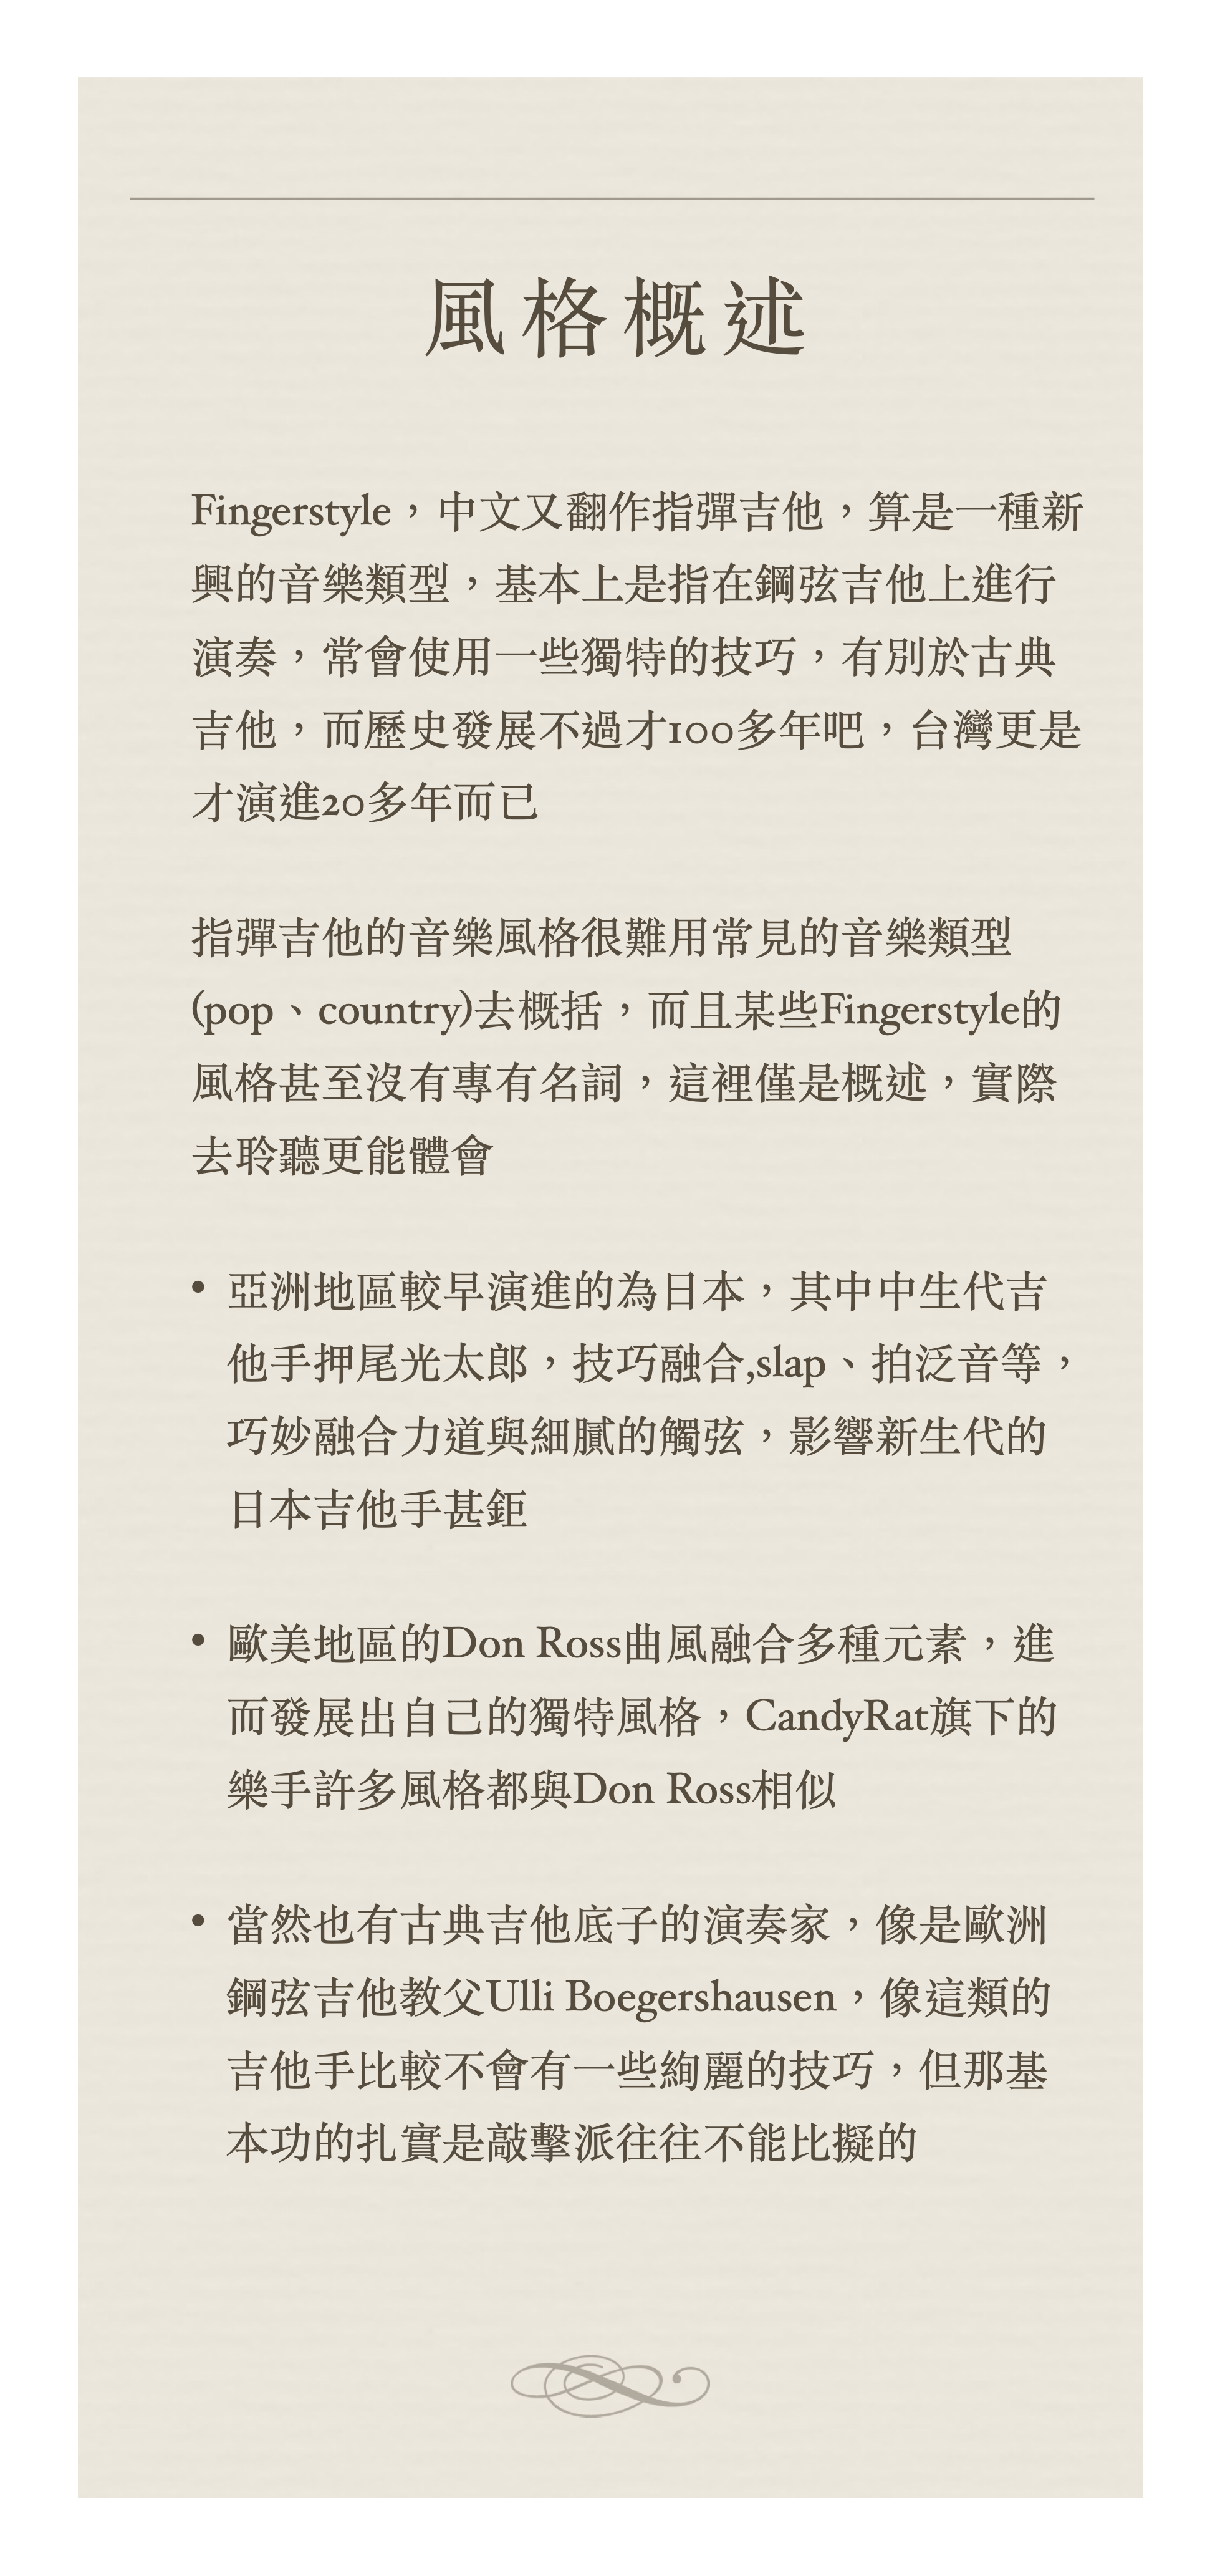 風格概述
Fingerstyle，中文又翻作指彈吉他，算是一種新
興的音樂類型，基本上是指在鋼弦吉他上進行
演奏，常會使用一些獨特的技巧，有別於古典
吉他，而歷史發展不過才100多年吧，台灣更是
才演進20多年而已
指彈吉他的音樂風格很難用常見的音樂類型
(pop、country)去概括，而且某些Fingerstyle的
風格甚至沒有專有名詞，這裡僅是概述，實際
去聆聽更能體會
• 亞洲地區較早演進的為日本，其中中生代吉
他手押尾光太郎，技巧融合,slap、拍泛音等，
巧妙融合力道與細膩的觸弦，影響新生代的
日本吉他手甚鉅
• 歐美地區的Don Ross曲風融合多種元素，進
而發展出自己的獨特風格，CandyRat旗下的
樂手許多風格都與Don Ross相似
• 當然也有古典吉他底子的演奏家，像是歐洲
鋼弦吉他教父Ulli Boegershausen，像這類的
吉他手比較不會有一些絢麗的技巧，但那基
本功的扎實是敲擊派往往不能比擬的